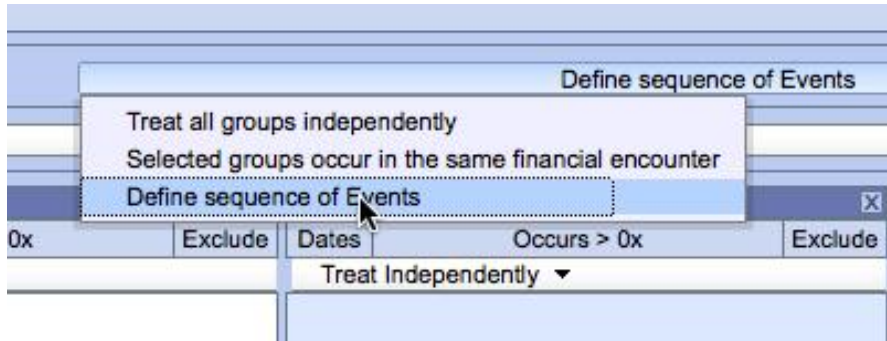 Define sequence of Events
Treat all groups independently
Selected groups occur in the same financial encounter
Define sequence of Events
X
0x Exclude Dates Occurs > 0x Exclude
Treat Independently